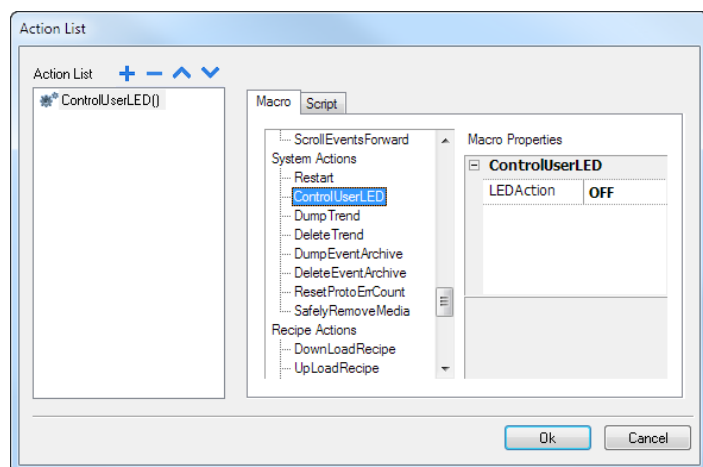 Action List
Action List
ControlUserLED()
Macro
Script
ScrollEventsForward
System Actions
Restart
ControlUserLED
DumpTrend
DeleteTrend
DumpEventArchive
DeleteEventArchive
ResetProtoErrCount
SafelyRemoveMedia
Recipe Actions
DownLoadRecipe
UpLoadRecipe
Macro Properties
ControlUserLED
LEDAction OFF
Ok
Cancel